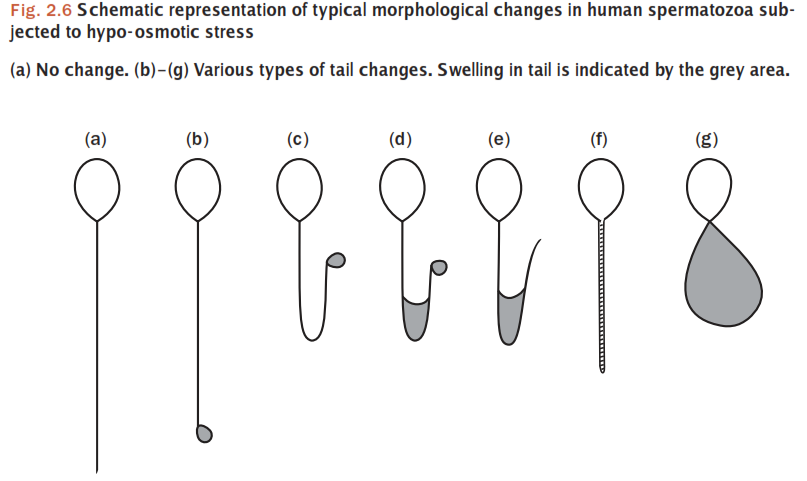 Fig. 2.6 Schematic representation of typical morphological changes in human spermatozoa sub-
jected to hypo-osmotic stress
(a) No change. (b)–(g) Various types of tail changes. Swelling in tail is indicated by the grey area.
(a) (b) (c) (d) (e) (f) (g)